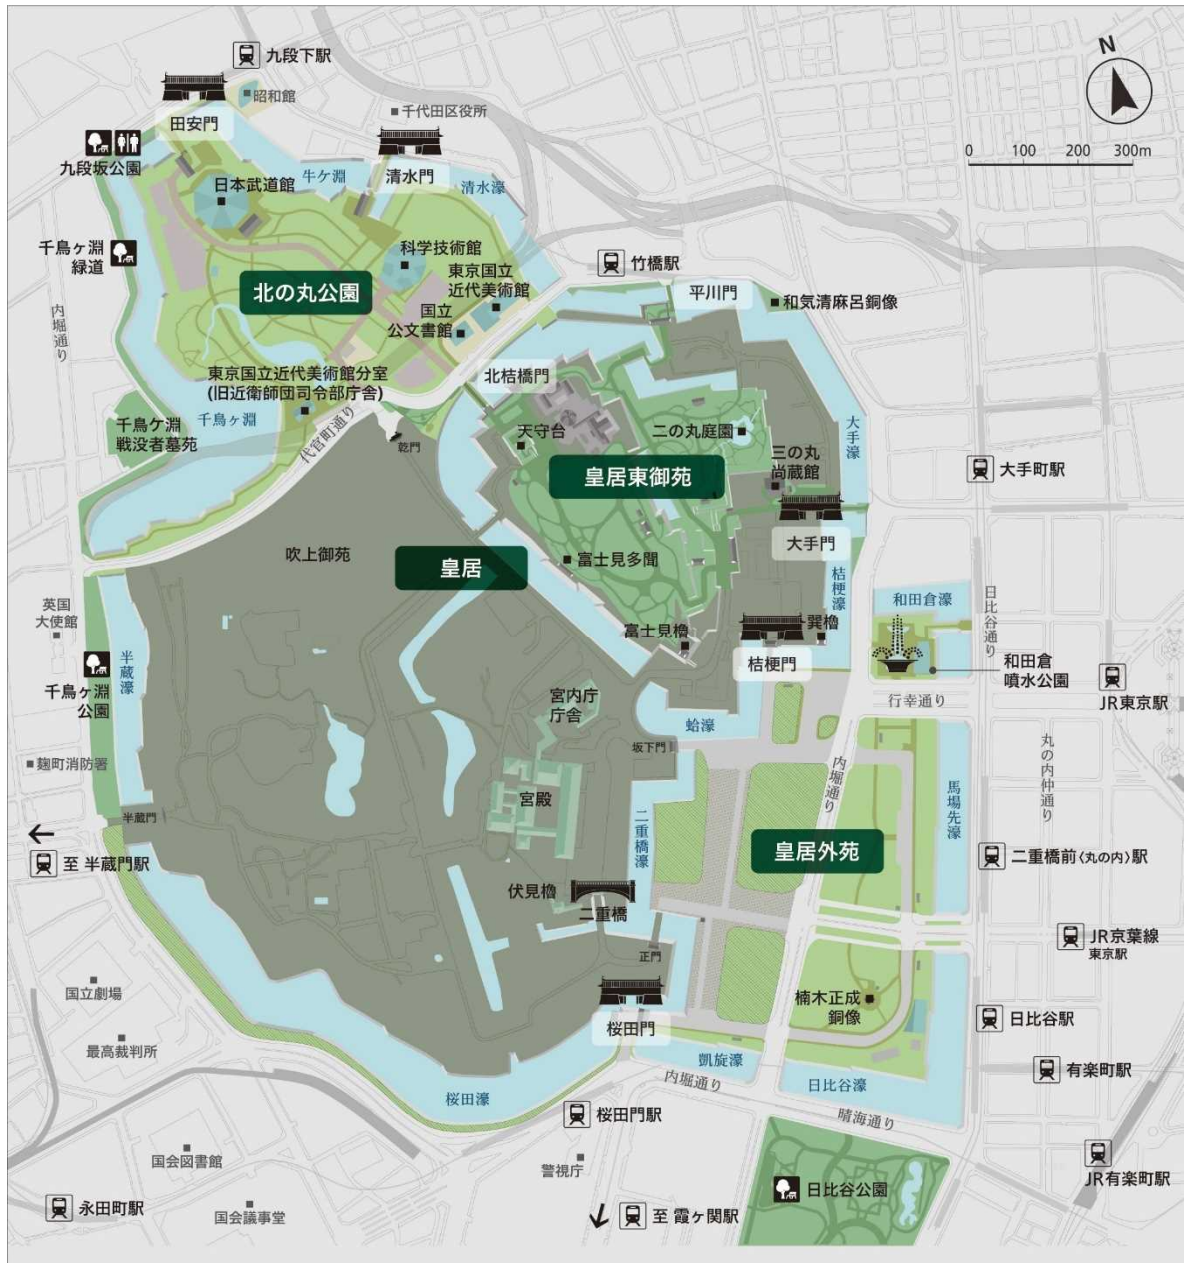 九段下駅
昭和館
N
千代田区役所
田安門
0 100 200 300m
九段坂公園
清水門
牛ケ淵
清水濠
日本武道館
千鳥ヶ淵
緑道
科学技術館
竹橋駅
東京国立
近代美術館
北の丸公園
平川門
和気清麻呂銅像
国立
公文書館
内堀通り
東京国立近代美術館分室
(旧近衛師団司令部庁舎)
北桔橋門
千鳥ケ淵
戦没者墓苑
千鳥ヶ淵
代官町通り
乾門
天守台
二の丸庭園
大手濠
三の丸
尚蔵館
大手町駅
皇居東御苑
大手門
吹上御苑
皇居
富士見多聞
桔梗濠
和田倉濠
日比谷通り
英国
大使館
富士見櫓
巽櫓
桔梗門
和田倉
噴水公園
半蔵濠
千鳥ヶ淵
公園
宮内庁
庁舎
行幸通り
JR東京駅
蛤濠
坂下門
麹町消防署
内堀通り
丸の内仲通り
馬場先濠
宮殿
二重橋濠
半蔵門
皇居外苑
至 半蔵門駅
二重橋前〈丸の内〉駅
伏見櫓
二重橋
JR京葉線
東京駅
正門
国立劇場
楠木正成
銅像
日比谷駅
桜田門
最高裁判所
凱旋濠
有楽町駅
内堀通り
日比谷濠
桜田濠
晴海通り
桜田門駅
国会図書館
警視庁
JR有楽町駅
日比谷公園
永田町駅
国会議事堂
至 霞ヶ関駅